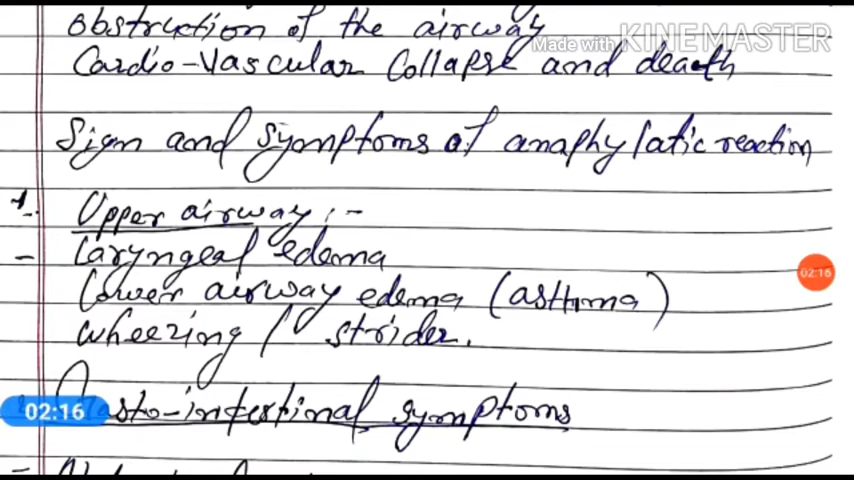 obstruction of the airway
Made with KINEMASTER
Cardio-Vascular Collapse and death
Sign and symptoms of anaphylatic reaction
1. Upper airway :-
- Laryngeal edema
02:16
Lower airway edema (asthma)
wheezing / strider.
02:16
Gasto-intestinal symptoms